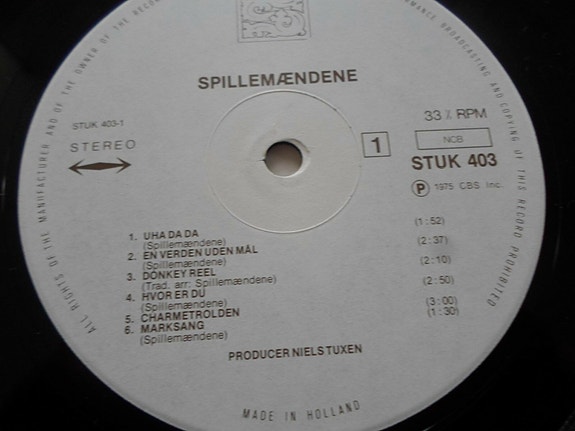 ALL RIGHTS OF THE MANUFACTURER AND OF THE OWNER OF THE RECOR
RMANCE BROADCASTING AND COPYING OF THIS RECORD PROHIBITED
SPILLEMÆNDENE
STUK 403-1
STEREO
1
33⅓ RPM
NCB
STUK 403
Ⓟ 1975 CBS Inc.
1. UHA DA DA (1:52)
(Spillemændene)
2. EN VERDEN UDEN MÅL (2:37)
(Spillemændene)
3. DONKEY REEL (2:10)
(Trad. arr: Spillemændene)
4. HVOR ER DU (2:50)
(Spillemændene)
5. CHARMETROLDEN (3:00)
6. MARKSANG (1:30)
(Spillemændene)
PRODUCER NIELS TUXEN
MADE IN HOLLAND